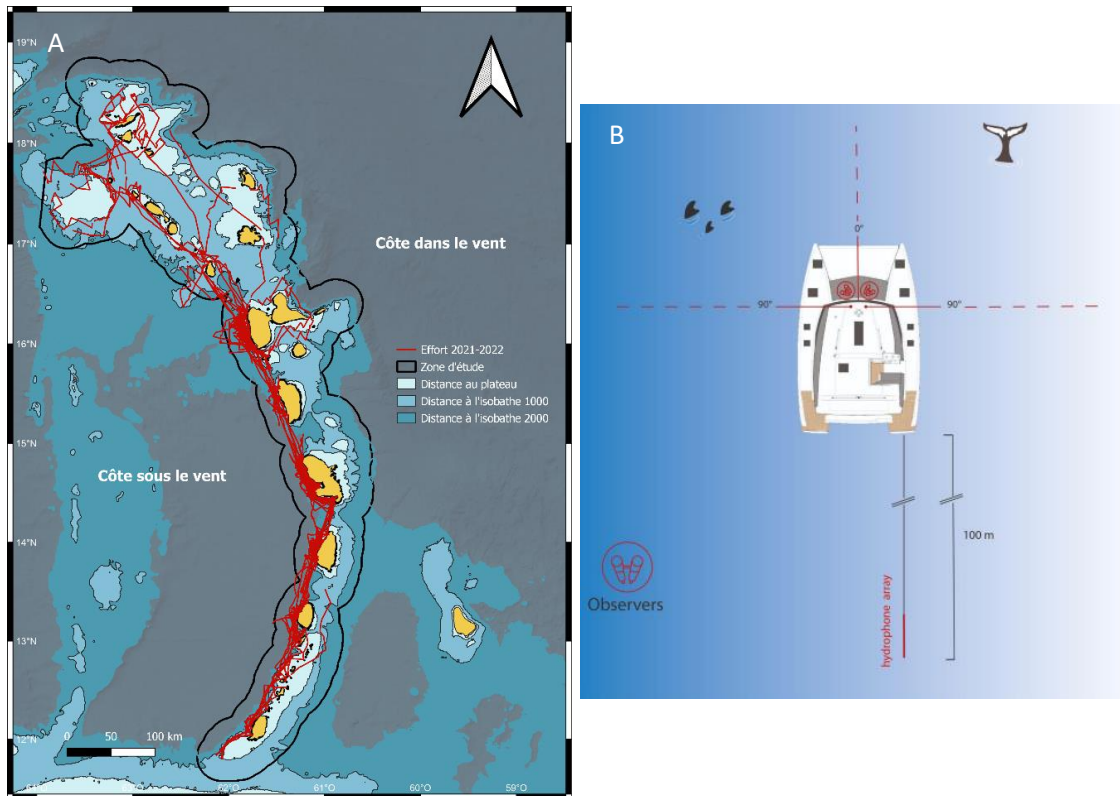 A
19°N
18°N
17°N
16°N
15°N
14°N
13°N
12°N
Côte dans le vent
Effort 2021-2022
Zone d'étude
Distance au plateau
Distance à l'isobathe 1000
Distance à l'isobathe 2000
Côte sous le vent
0 50 100 km
62°O 61°O 60°O 59°O
B
0°
90° 90°
100 m
hydrophone array
Observers